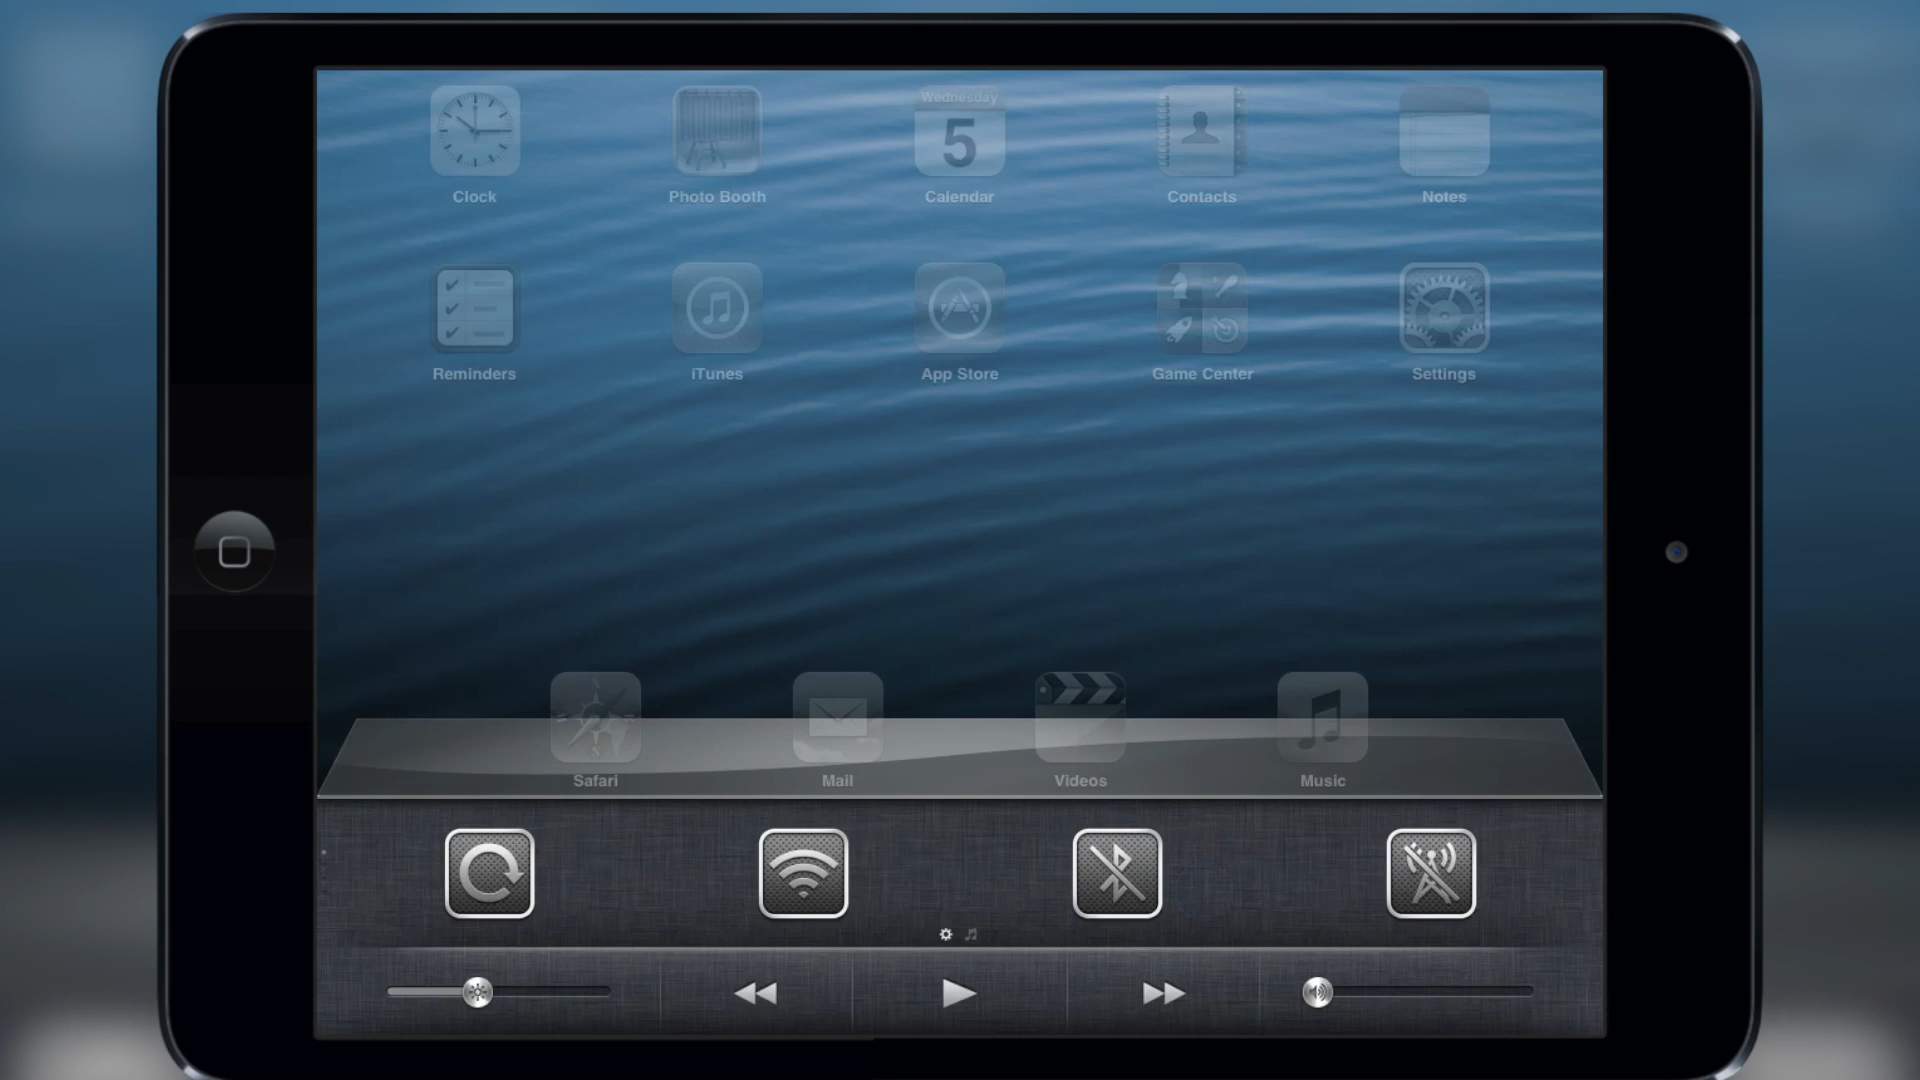 Wednesday
5
Clock
Photo Booth
Calendar
Contacts
Notes
Reminders
iTunes
App Store
Game Center
Settings
Safari
Mail
Videos
Music